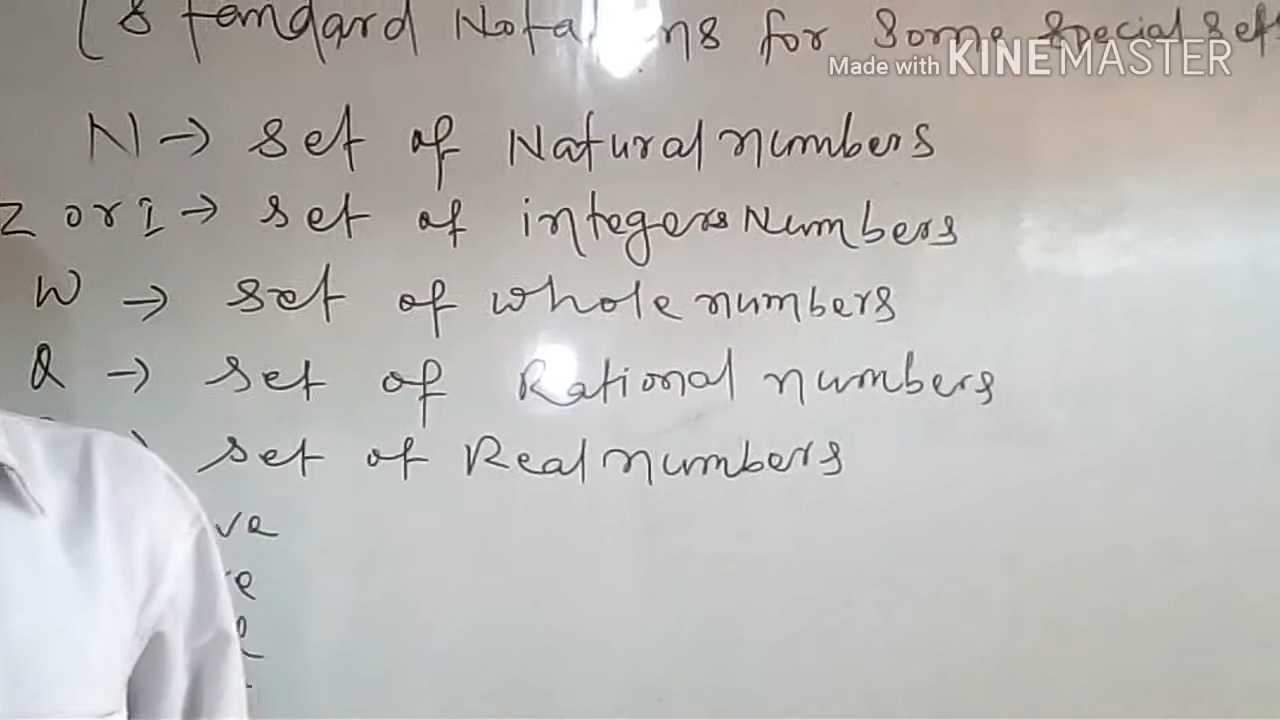 (Standard Notations for Some Special Sets
Made with KINEMASTER
N → set of Natural numbers
Z or I → set of integers Numbers
W → set of whole numbers
Q → set of Rational numbers
set of Real numbers
ve